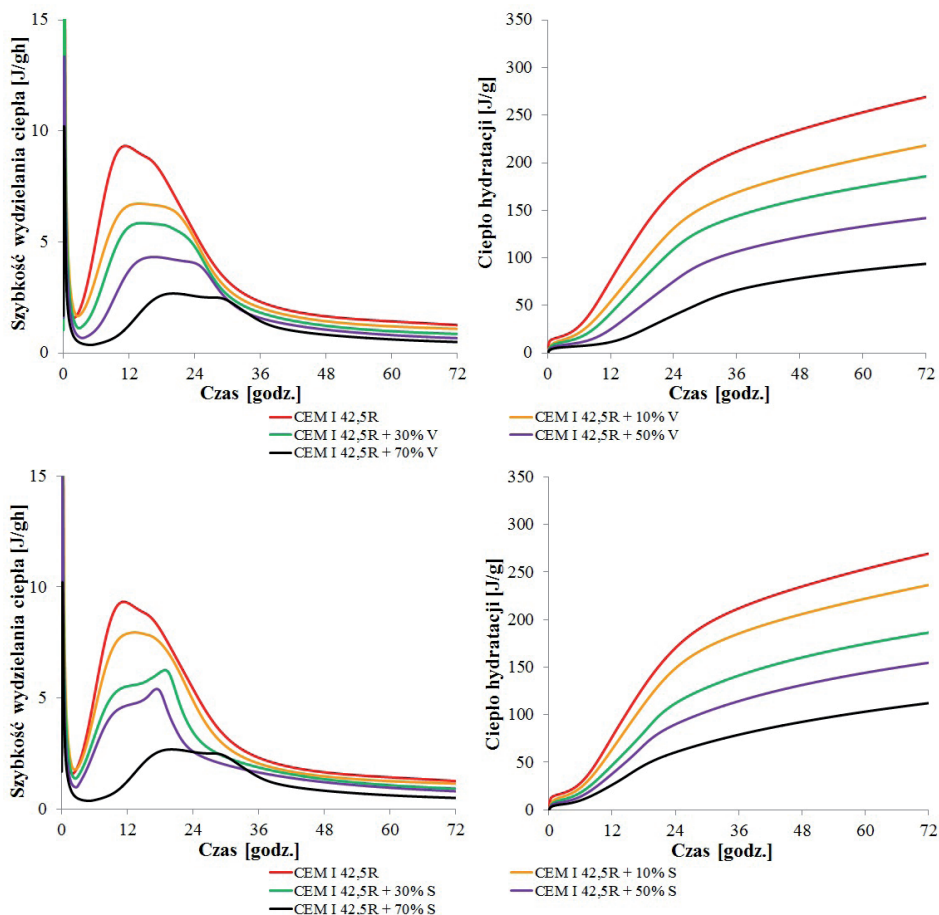 Szybkość wydzielania ciepła [J/gh]
15
10
5
0
0 12 24 36 48 60 72
Czas [godz.]
Ciepło hydratacji [J/g]
350
300
250
200
150
100
50
0
0 12 24 36 48 60 72
Czas [godz.]
CEM I 42,5R
CEM I 42,5R + 10% V
CEM I 42,5R + 30% V
CEM I 42,5R + 50% V
CEM I 42,5R + 70% V
Szybkość wydzielania ciepła [J/gh]
15
10
5
0
0 12 24 36 48 60 72
Czas [godz.]
Ciepło hydratacji [J/g]
350
300
250
200
150
100
50
0
0 12 24 36 48 60 72
Czas [godz.]
CEM I 42,5R
CEM I 42,5R + 10% S
CEM I 42,5R + 30% S
CEM I 42,5R + 50% S
CEM I 42,5R + 70% S